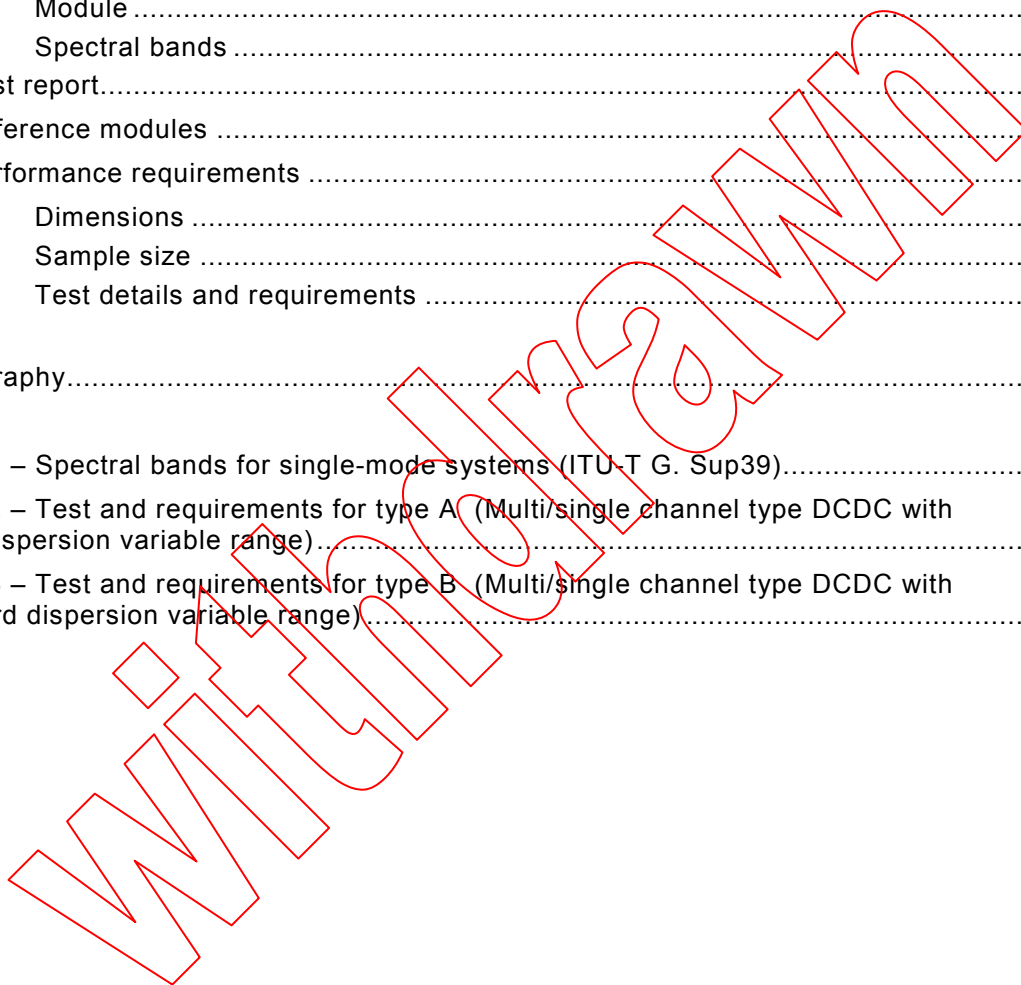 Module
Spectral bands
st report
ference modules
rformance requirements
Dimensions
Sample size
Test details and requirements
raphy
– Spectral bands for single-mode systems (ITU-T G. Sup39)
– Test and requirements for type A (Multi/single channel type DCDC with
spersion variable range)
– Test and requirements for type B (Multi/single channel type DCDC with
rd dispersion variable range)
withdrawn